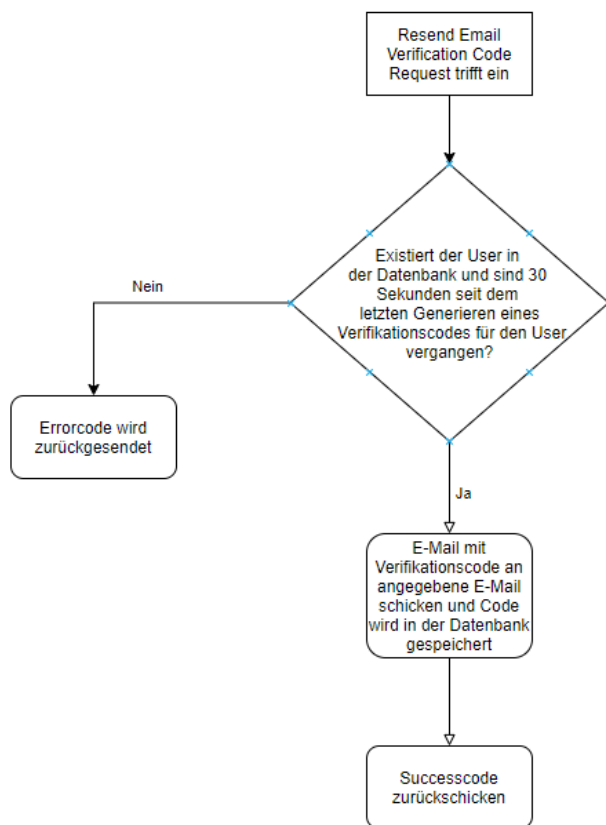 Resend Email
Verification Code
Request trifft ein
Existiert der User in
der Datenbank und sind 30
Sekunden seit dem
letzten Generieren eines
Verifikationscodes für den User
vergangen?
Nein
Errorcode wird
zurückgesendet
Ja
E-Mail mit
Verifikationscode an
angegebene E-Mail
schicken und Code
wird in der Datenbank
gespeichert
Successcode
zurückschicken